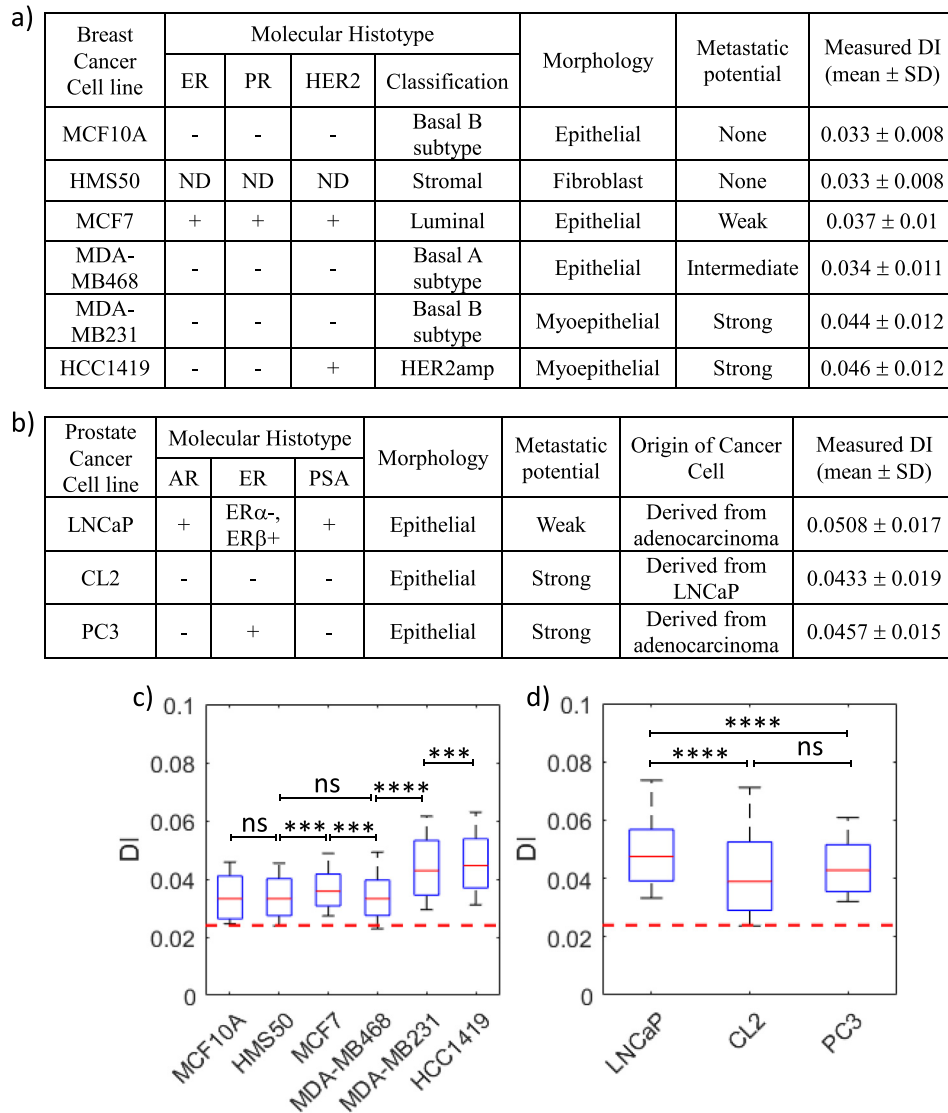 a)
Breast Cancer Cell line | Molecular Histotype | Morphology | Metastatic potential | Measured DI (mean ± SD)
ER | PR | HER2 | Classification
MCF10A | - | - | - | Basal B subtype | Epithelial | None | 0.033 ± 0.008
HMS50 | ND | ND | ND | Stromal | Fibroblast | None | 0.033 ± 0.008
MCF7 | + | + | + | Luminal | Epithelial | Weak | 0.037 ± 0.01
MDA-MB468 | - | - | - | Basal A subtype | Epithelial | Intermediate | 0.034 ± 0.011
MDA-MB231 | - | - | - | Basal B subtype | Myoepithelial | Strong | 0.044 ± 0.012
HCC1419 | - | - | + | HER2amp | Myoepithelial | Strong | 0.046 ± 0.012
b)
Prostate Cancer Cell line | Molecular Histotype | Morphology | Metastatic potential | Origin of Cancer Cell | Measured DI (mean ± SD)
AR | ER | PSA
LNCaP | + | ERα-, ERβ+ | + | Epithelial | Weak | Derived from adenocarcinoma | 0.0508 ± 0.017
CL2 | - | - | - | Epithelial | Strong | Derived from LNCaP | 0.0433 ± 0.019
PC3 | - | + | - | Epithelial | Strong | Derived from adenocarcinoma | 0.0457 ± 0.015
c)
DI
0.1
0.08
0.06
0.04
0.02
0
ns
***
***
ns
****
***
MCF10A
HMS50
MCF7
MDA-MB468
MDA-MB231
HCC1419
d)
DI
0.1
0.08
0.06
0.04
0.02
0
****
****
ns
LNCaP
CL2
PC3